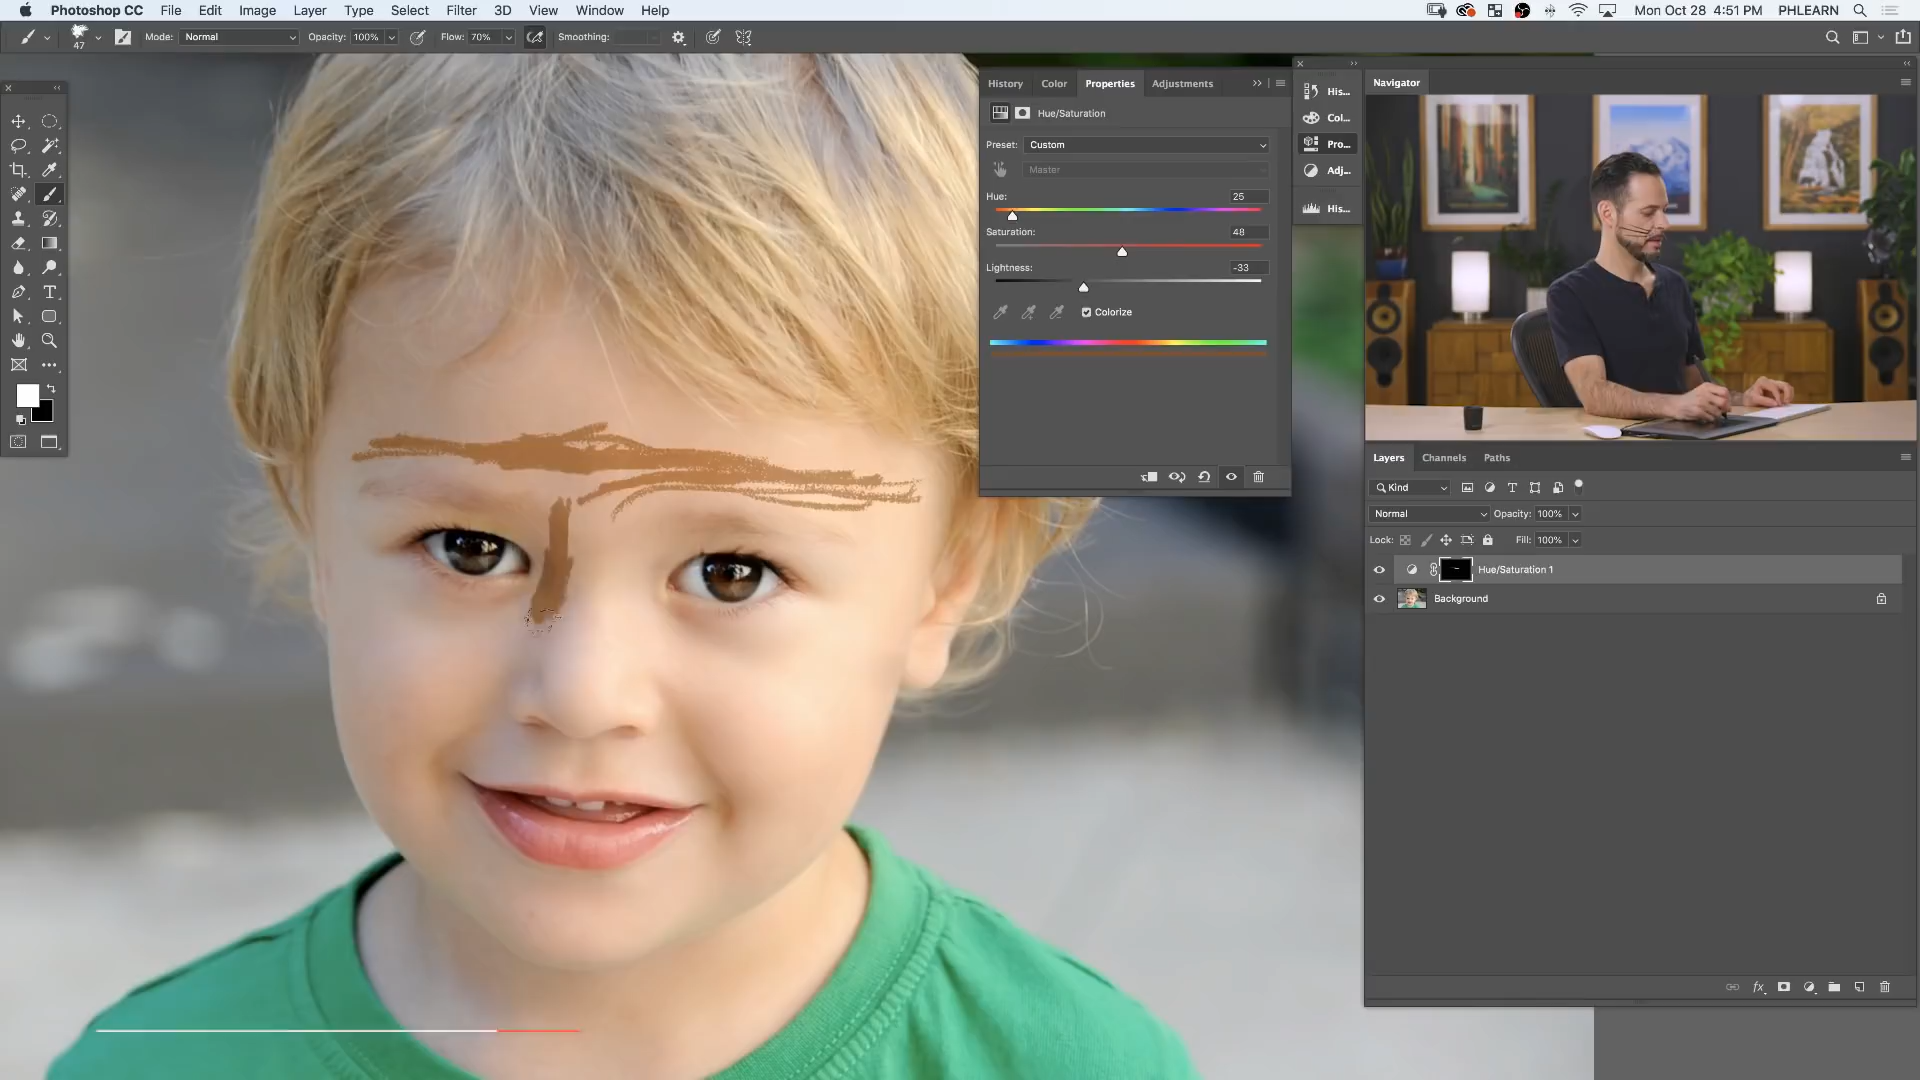 Photoshop CC File Edit Image Layer Type Select Filter 3D View Window Help Mon Oct 28 4:51 PM PHLEARN
47 Mode: Normal Opacity: 100% Flow: 70% Smoothing:
History Color Properties Adjustments
Hue/Saturation
Preset: Custom
Master
Hue: 25
Saturation: 48
Lightness: -33
Colorize
His...
Col...
Pro...
Adj...
His...
Navigator
Layers Channels Paths
Kind
Normal Opacity: 100%
Lock: Fill: 100%
Hue/Saturation 1
Background
fx